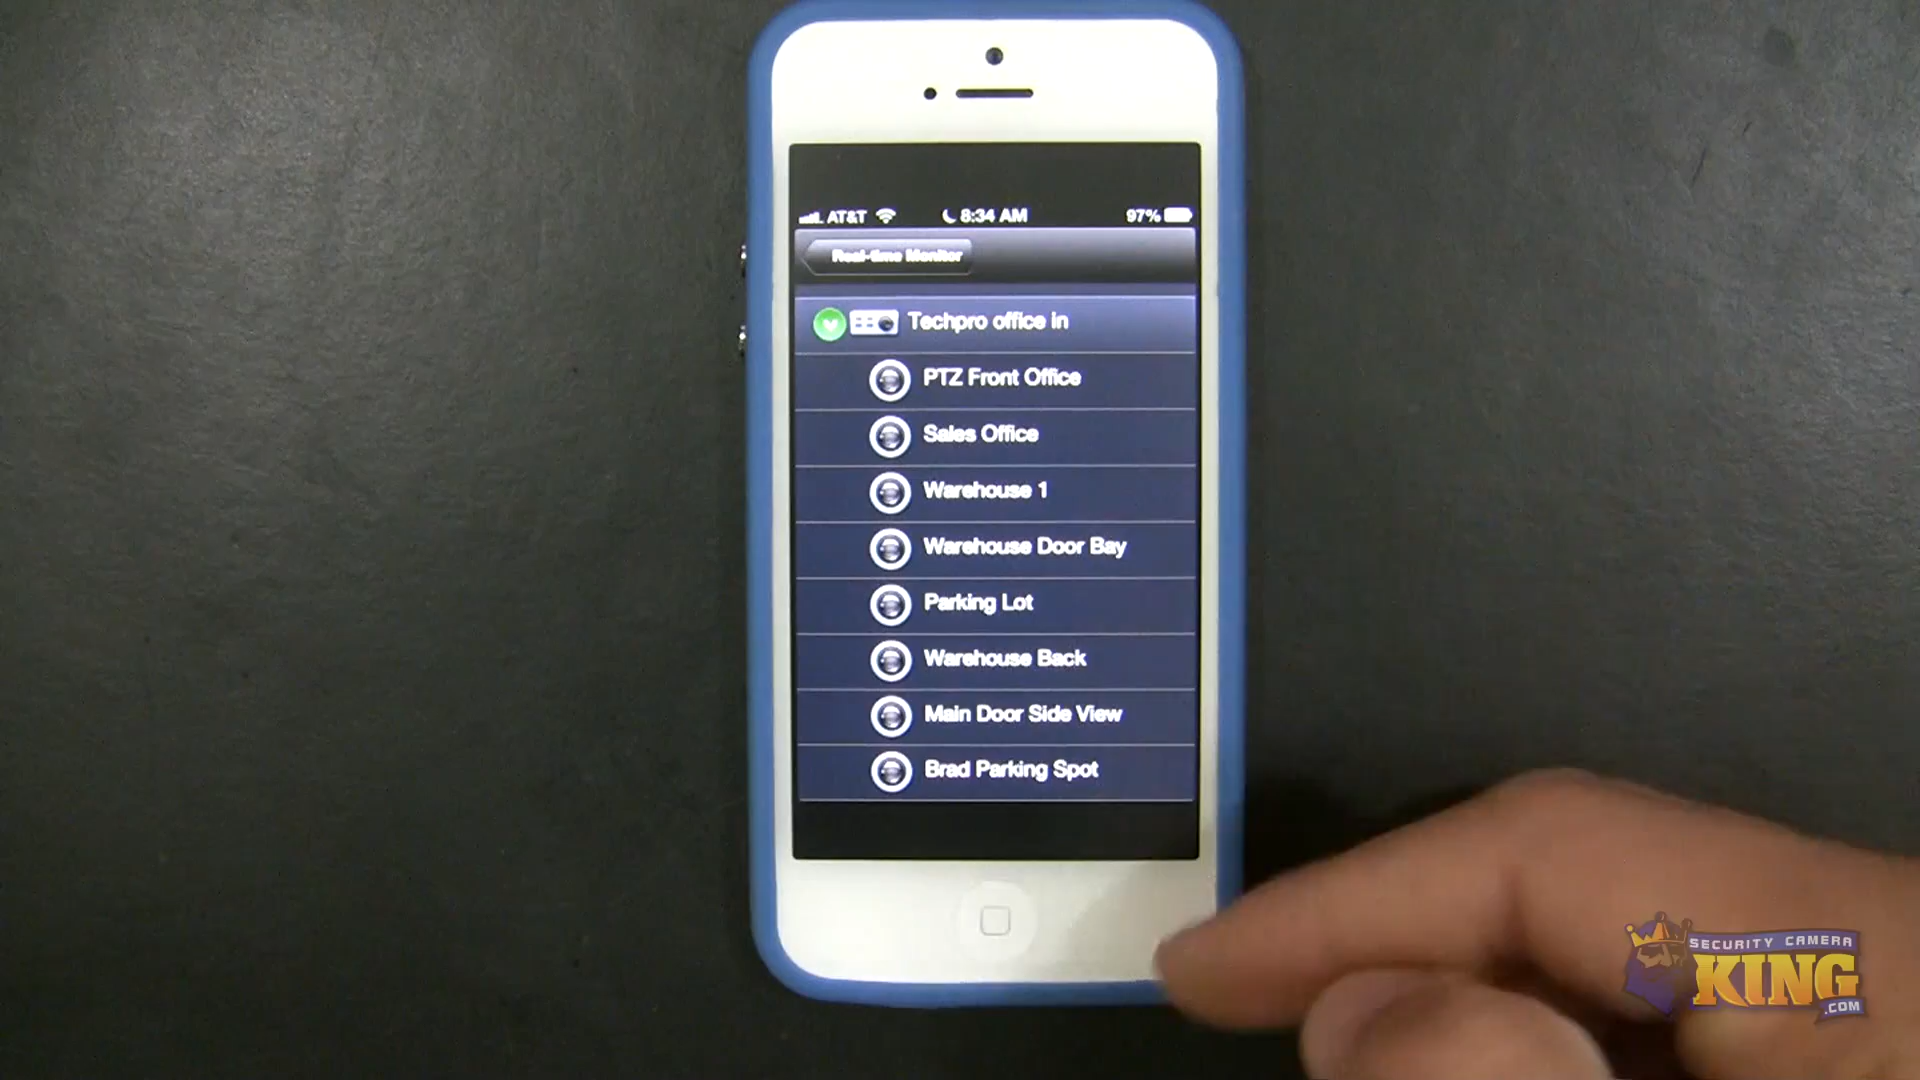 AT&T 8:34 AM 97%
Real-time Monitor
Techpro office in
PTZ Front Office
Sales Office
Warehouse 1
Warehouse Door Bay
Parking Lot
Warehouse Back
Main Door Side View
Brad Parking Spot
SECURITY CAMERA
KING
.COM